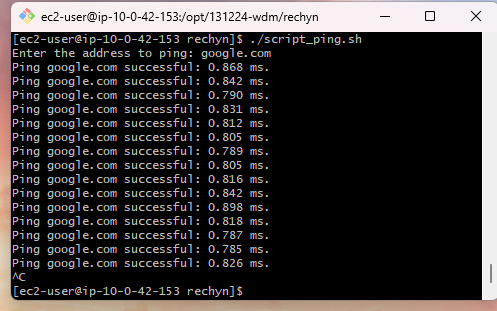 ec2-user@ip-10-0-42-153:/opt/131224-wdm/rechyn
[ec2-user@ip-10-0-42-153 rechyn]$ ./script_ping.sh
Enter the address to ping: google.com
Ping google.com successful: 0.868 ms.
Ping google.com successful: 0.842 ms.
Ping google.com successful: 0.790 ms.
Ping google.com successful: 0.831 ms.
Ping google.com successful: 0.812 ms.
Ping google.com successful: 0.805 ms.
Ping google.com successful: 0.789 ms.
Ping google.com successful: 0.805 ms.
Ping google.com successful: 0.816 ms.
Ping google.com successful: 0.842 ms.
Ping google.com successful: 0.898 ms.
Ping google.com successful: 0.818 ms.
Ping google.com successful: 0.787 ms.
Ping google.com successful: 0.785 ms.
Ping google.com successful: 0.826 ms.
^C
[ec2-user@ip-10-0-42-153 rechyn]$